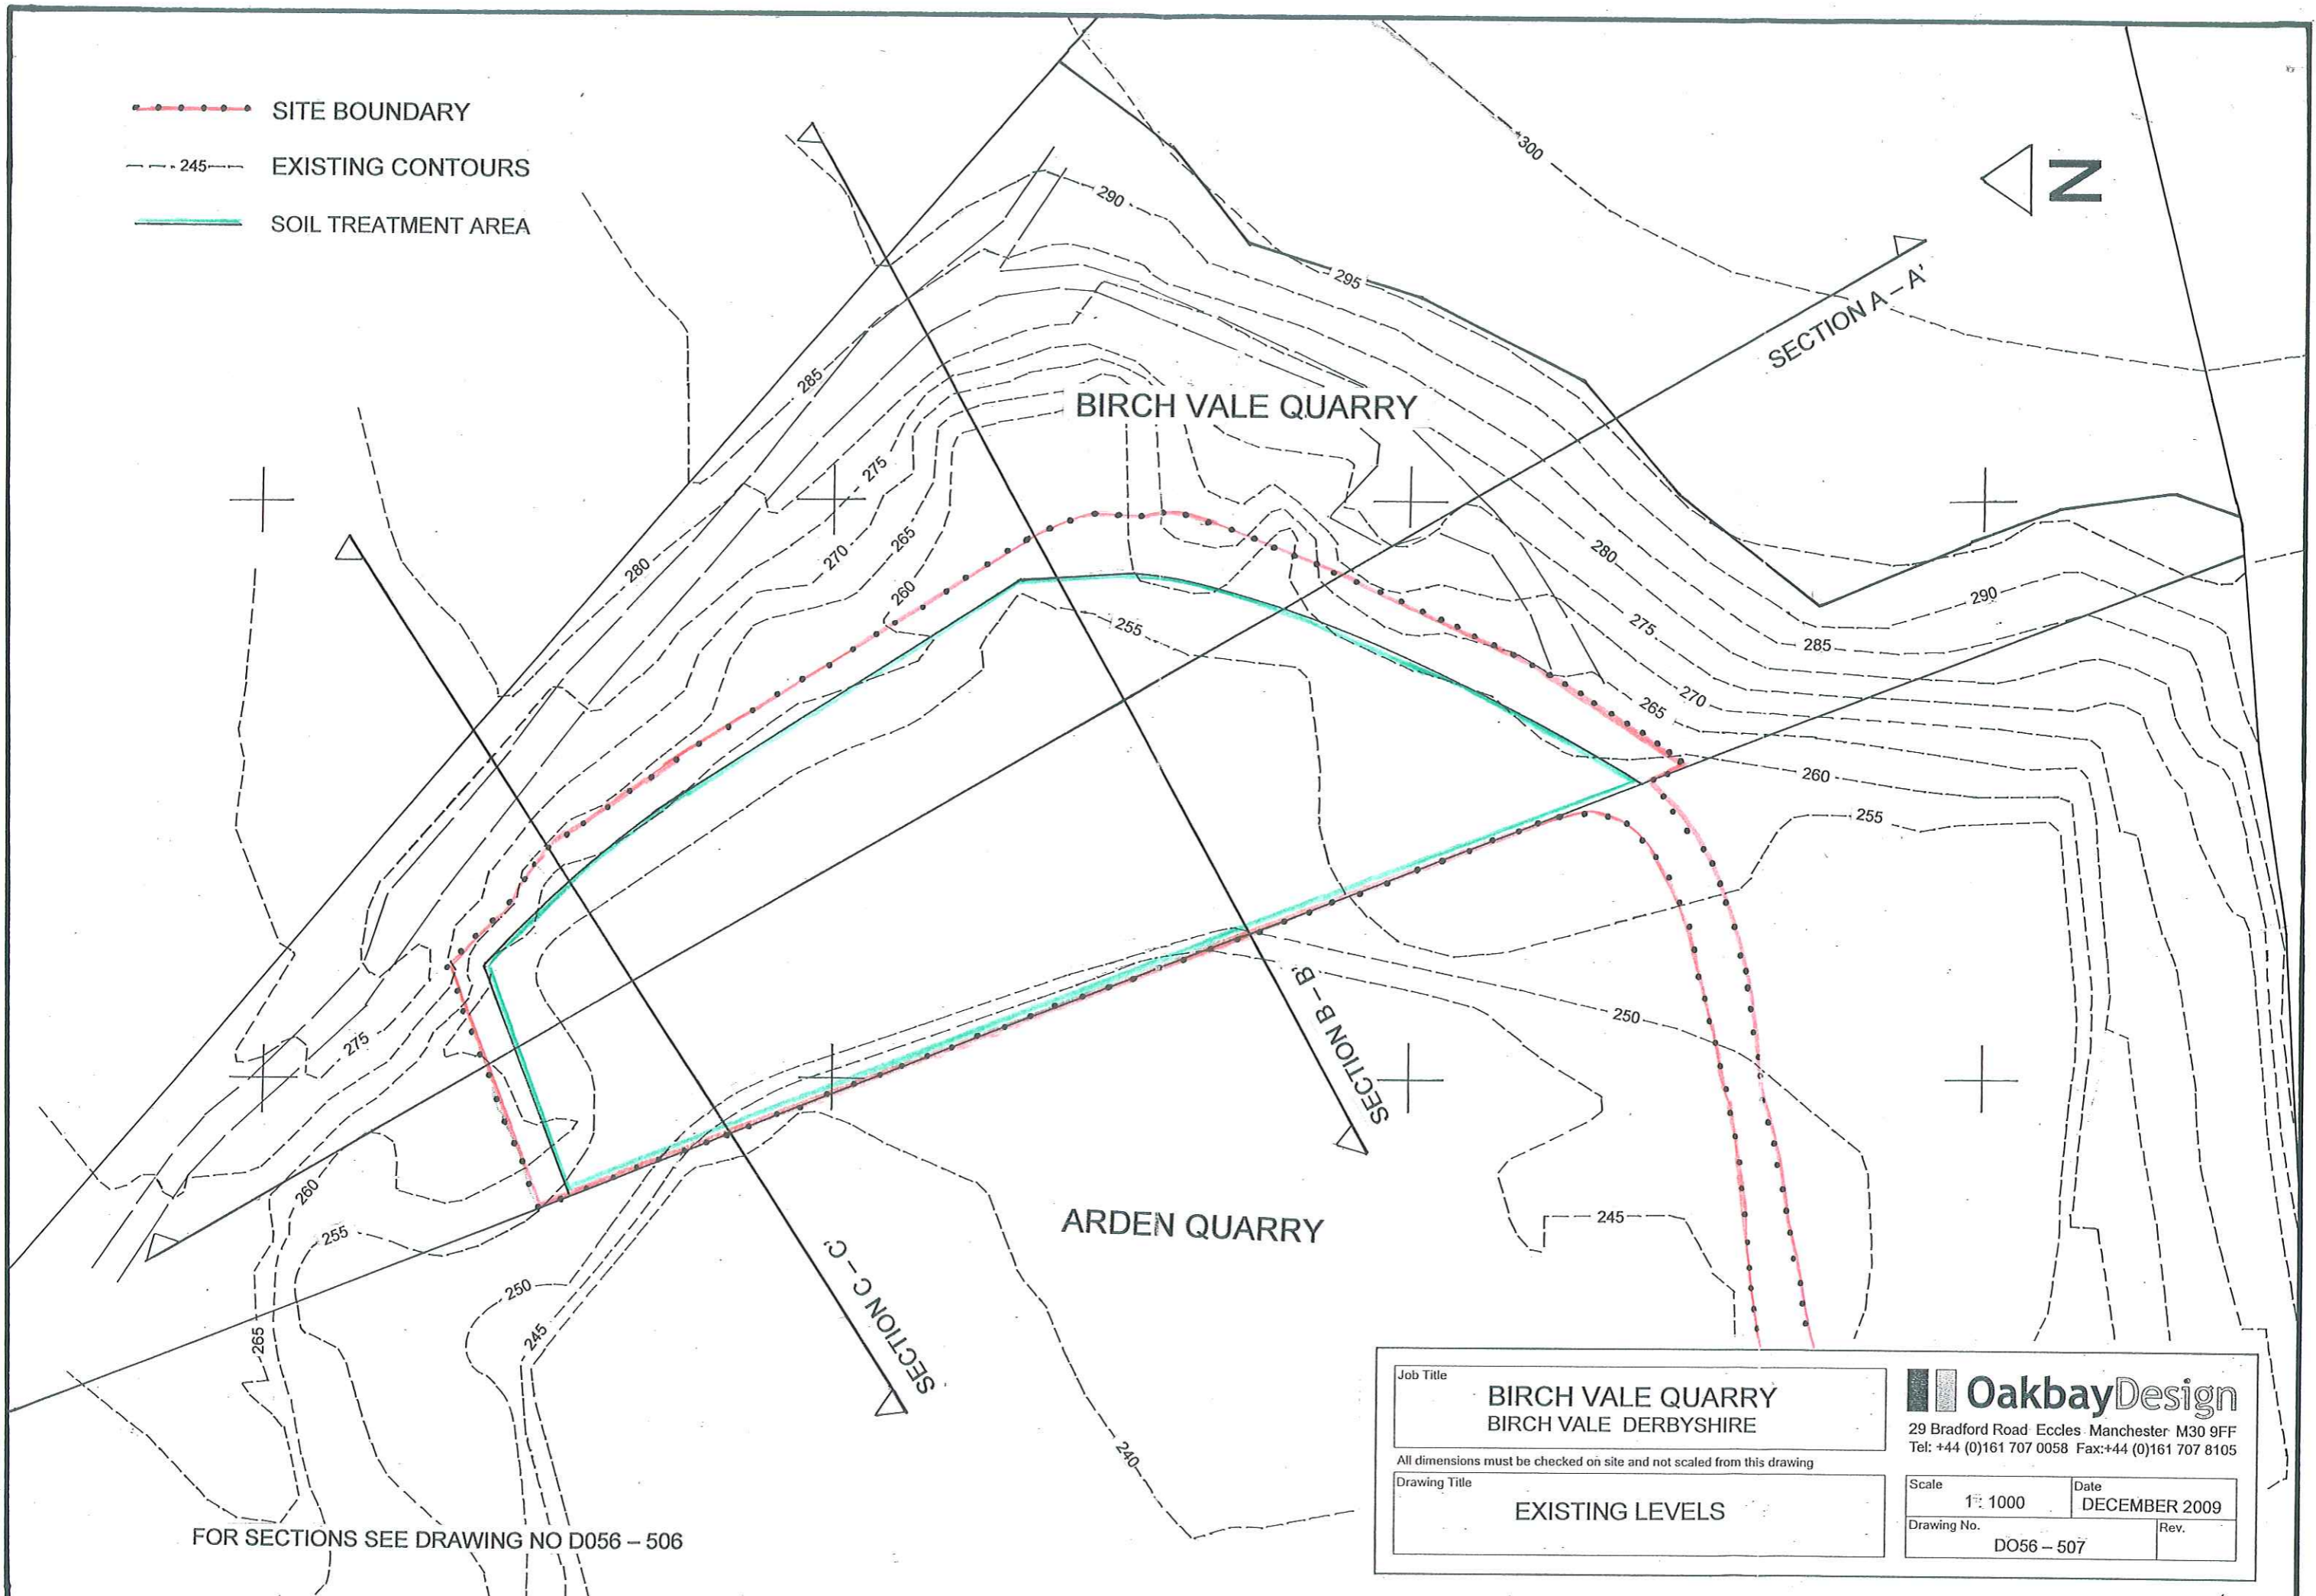 SITE BOUNDARY
245
EXISTING CONTOURS
SOIL TREATMENT AREA
N
300
290
295
SECTION A – A'
285
BIRCH VALE QUARRY
275
280
270
265
260
280
290
255
275
285
270
265
260
255
SECTION B – B'
250
275
260
255
ARDEN QUARRY
245
250
SECTION C – C'
265
245
240
FOR SECTIONS SEE DRAWING NO D056 – 506
Job Title
BIRCH VALE QUARRY
BIRCH VALE DERBYSHIRE
All dimensions must be checked on site and not scaled from this drawing
Drawing Title
EXISTING LEVELS
OakbayDesign
29 Bradford Road Eccles Manchester M30 9FF
Tel: +44 (0)161 707 0058 Fax:+44 (0)161 707 8105
Scale
1 : 1000
Date
DECEMBER 2009
Drawing No.
DO56 – 507
Rev.